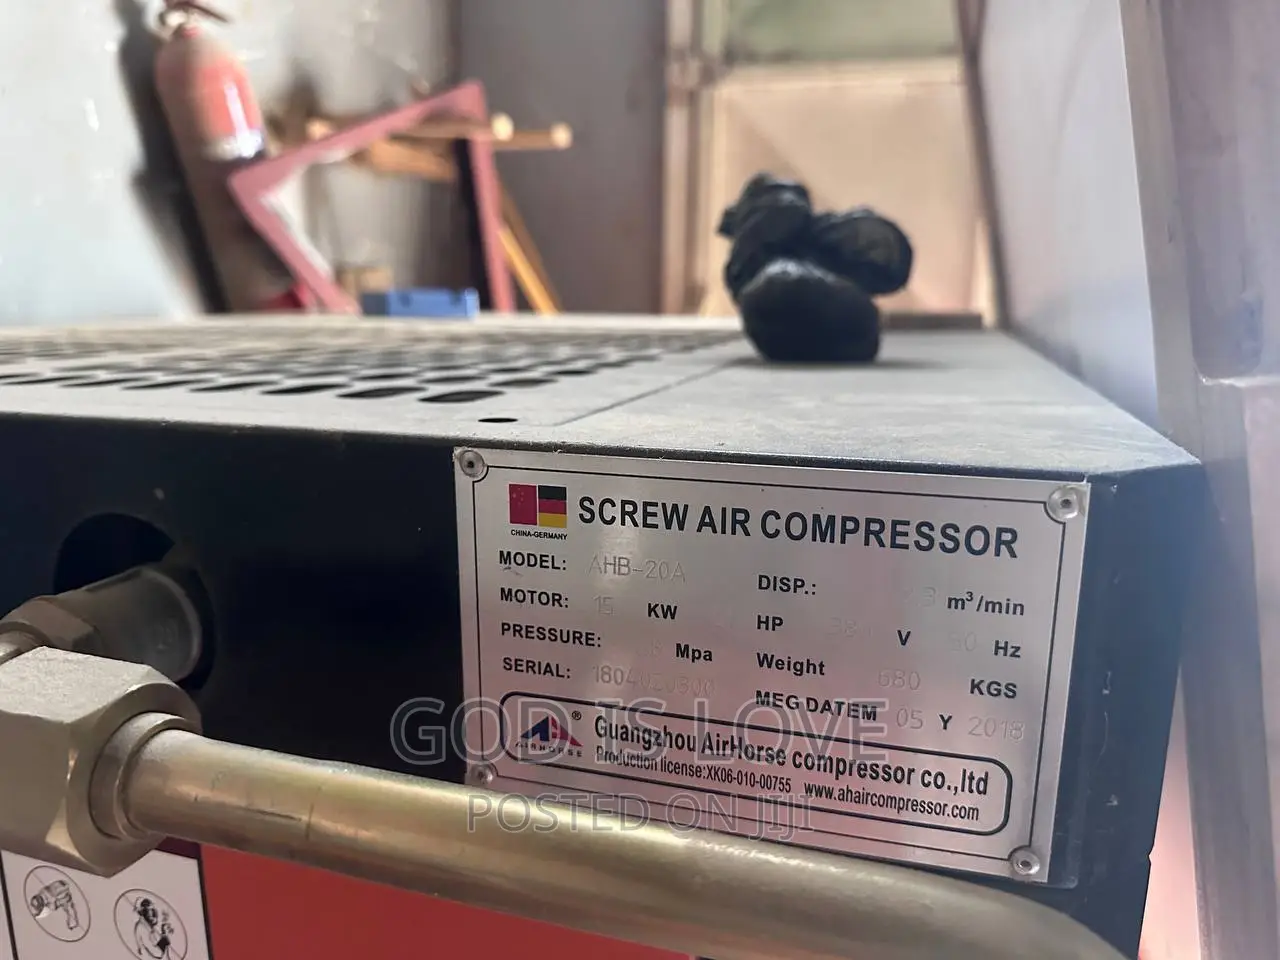 SCREW AIR COMPRESSOR
CHINA-GERMANY
MODEL: AHB-20A
DISP.: m³/min
MOTOR: 15 KW HP V Hz
PRESSURE: Mpa
Weight 680 KGS
SERIAL:
MEG DATEM 05 Y 2018
AIRHORSE ®
Guangzhou AirHorse compressor co.,ltd
Production license:XK06-010-00755 www.ahaircompressor.com
GOD IS LOVE
POSTED ON JIJI